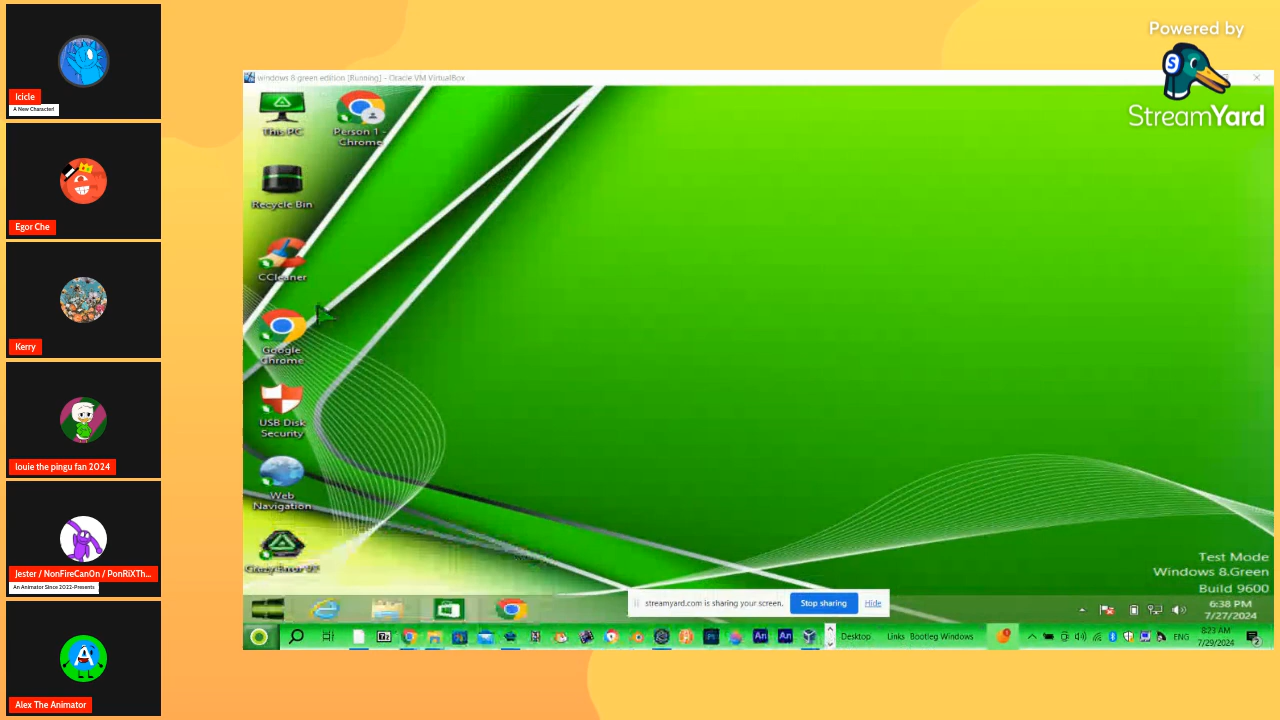 Powered by
StreamYard
Icicle
A New Character!
Egor Che
Kerry
louie the pingu fan 2024
Jester / NonFireCanOn / PonRiXTh...
An Animator Since 2022-Presents
Alex The Animator
windows 8 green edition [Running] - Oracle VM VirtualBox
This PC
Person 1 -
Chrome
Recycle Bin
CCleaner
Google
Chrome
USB Disk
Security
Web
Navigation
Test Mode
Windows 8.Green
Build 9600
streamyard.com is sharing your screen.
Stop sharing
Hide
6:38 PM
7/27/2024
Desktop
Links
Bootleg Windows
ENG
8:23 AM
7/29/2024